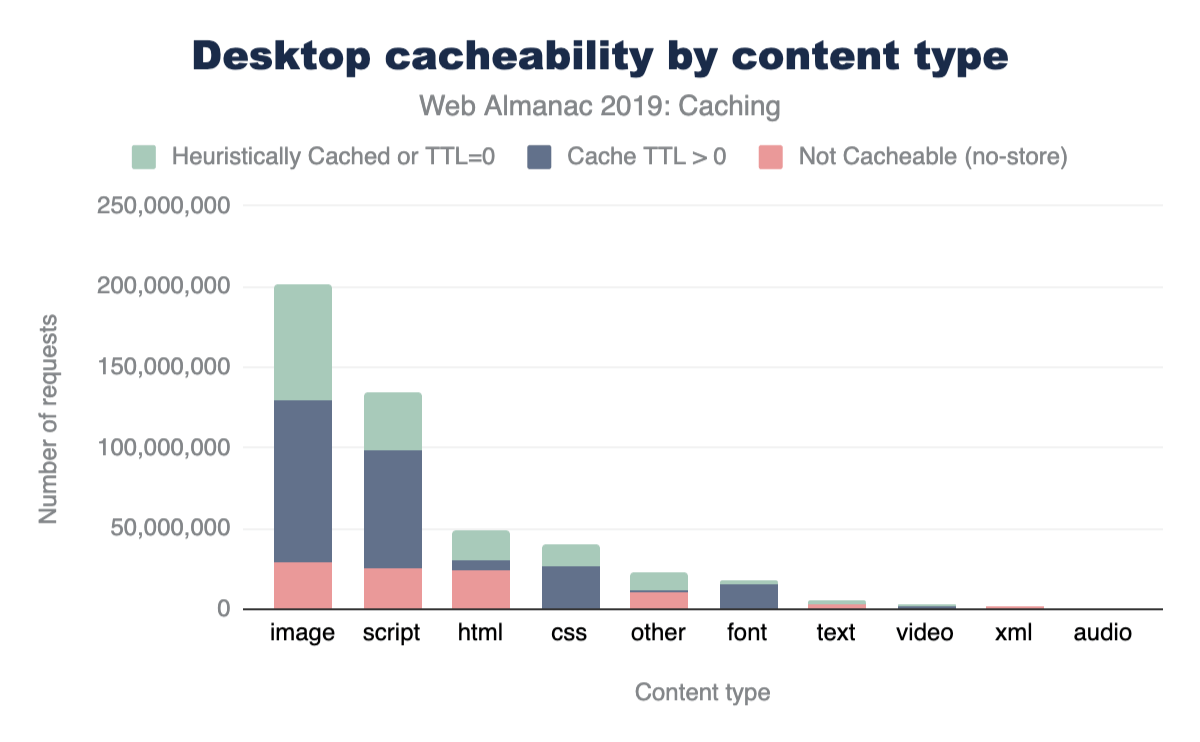 Desktop cacheability by content type
Web Almanac 2019: Caching
Heuristically Cached or TTL=0 Cache TTL > 0 Not Cacheable (no-store)
250,000,000
200,000,000
150,000,000
100,000,000
50,000,000
0
Number of requests
image script html css other font text video xml audio
Content type